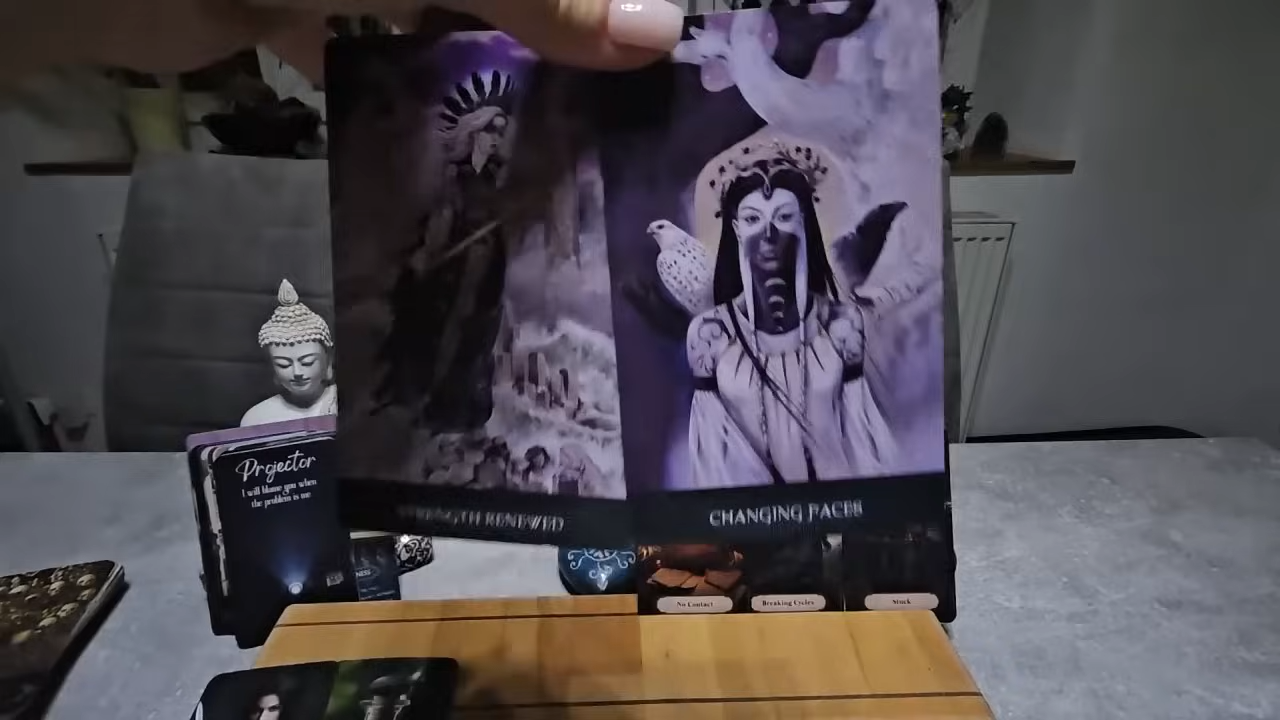 STRENGTH RENEWED
CHANGING FACES
Projector
I will blame you when
the problem is me
No Contact
Breaking Cycles
Stuck